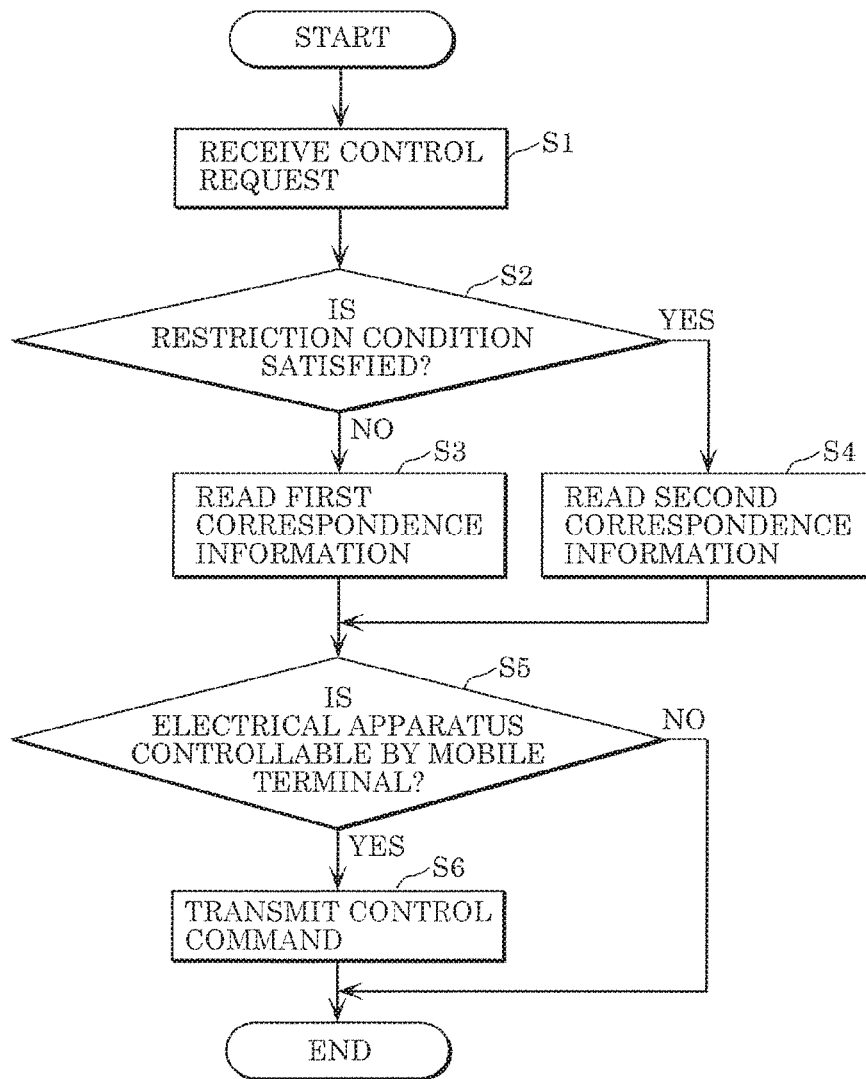 START
RECEIVE CONTROL
REQUEST
S1
S2
IS
RESTRICTION CONDITION
SATISFIED?
YES
NO
S3
READ FIRST
CORRESPONDENCE
INFORMATION
S4
READ SECOND
CORRESPONDENCE
INFORMATION
S5
IS
ELECTRICAL APPARATUS
CONTROLLABLE BY MOBILE
TERMINAL?
NO
YES
S6
TRANSMIT CONTROL
COMMAND
END